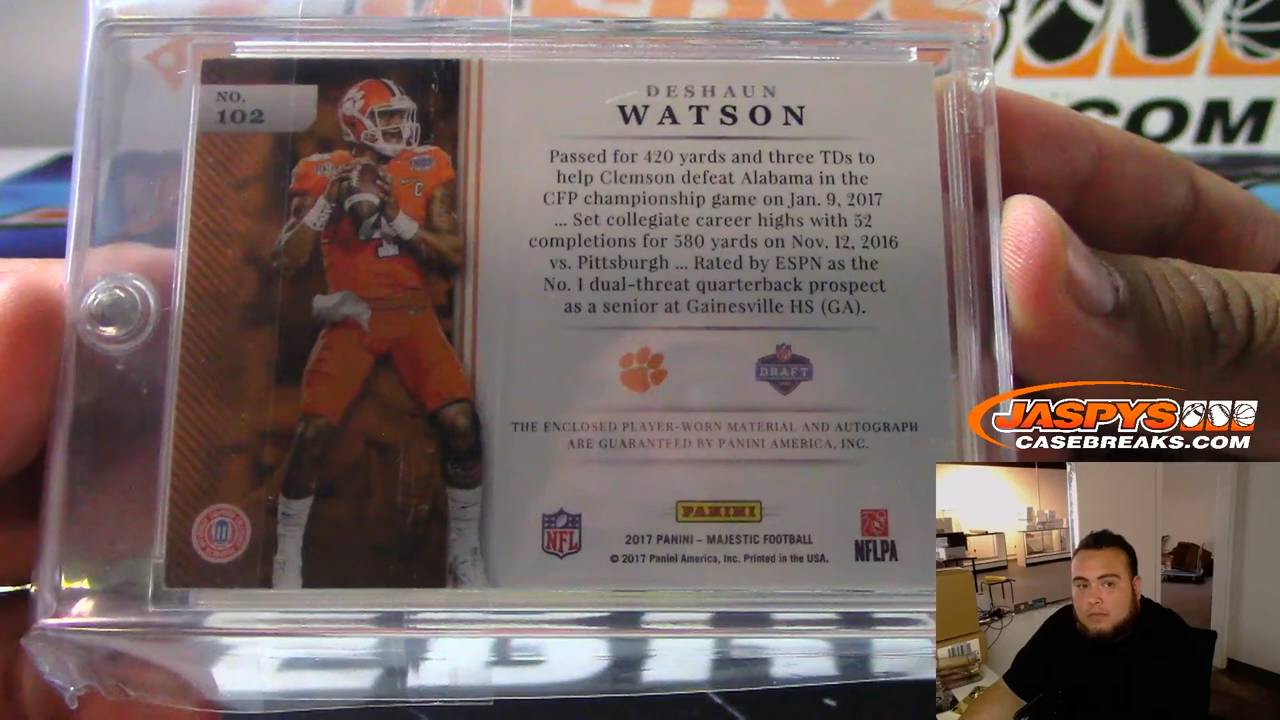 COM
NO.
102
DESHAUN
WATSON
Passed for 420 yards and three TDs to
help Clemson defeat Alabama in the
CFP championship game on Jan. 9, 2017
... Set collegiate career highs with 52
completions for 580 yards on Nov. 12, 2016
vs. Pittsburgh ... Rated by ESPN as the
No. 1 dual-threat quarterback prospect
as a senior at Gainesville HS (GA).
C
4
DRAFT
THE ENCLOSED PLAYER-WORN MATERIAL AND AUTOGRAPH
ARE GUARANTEED BY PANINI AMERICA, INC.
NFL
PANINI
NFLPA
2017 PANINI – MAJESTIC FOOTBALL
© 2017 Panini America, Inc. Printed in the USA.
JASPYS
CASEBREAKS.COM